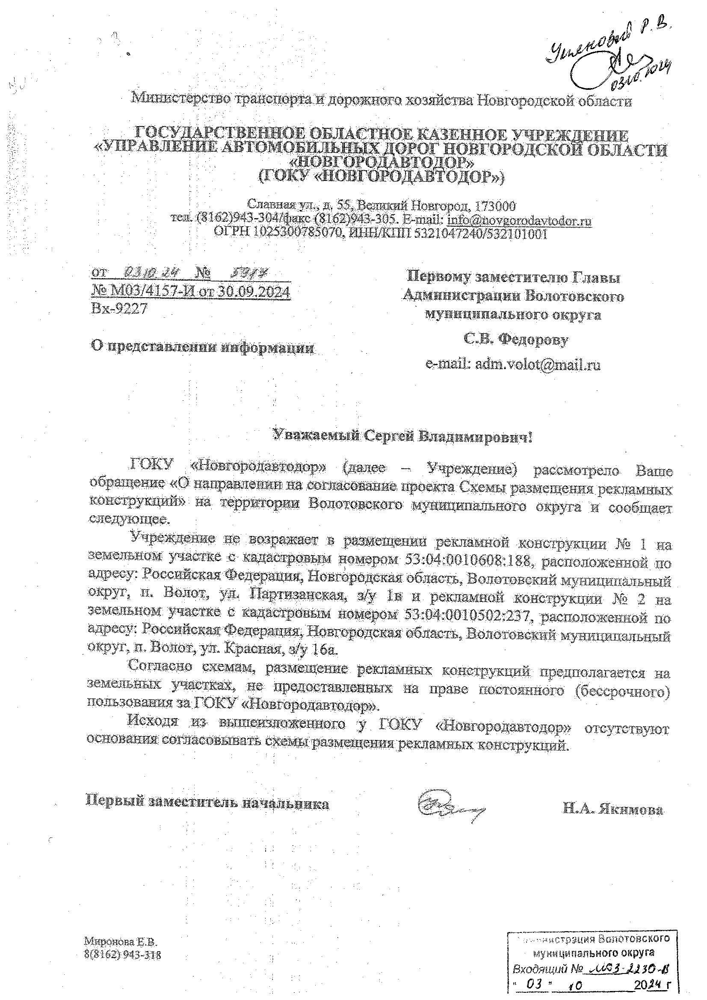 Р. В.
03.10.2024
Министерство транспорта и дорожного хозяйства Новгородской области
ГОСУДАРСТВЕННОЕ ОБЛАСТНОЕ КАЗЕННОЕ УЧРЕЖДЕНИЕ
«УПРАВЛЕНИЕ АВТОМОБИЛЬНЫХ ДОРОГ НОВГОРОДСКОЙ ОБЛАСТИ
«НОВГОРОДАВТОДОР»
(ГОКУ «НОВГОРОДАВТОДОР»)
Славная ул., д. 55, Великий Новгород, 173000
тел. (8162)943-304/факс (8162)943-305. E-mail: info@novgorodavtodor.ru
ОГРН 1025300785070, ИНН/КПП 5321047240/532101001
от 03.10.24 №
№ М03/4157-И от 30.09.2024
Вх-9227
О представлении информации
Первому заместителю Главы
Администрации Волотовского
муниципального округа
С.В. Федорову
e-mail: adm.volot@mail.ru
Уважаемый Сергей Владимирович!
ГОКУ «Новгородавтодор» (далее – Учреждение) рассмотрело Ваше
обращение «О направлении на согласование проекта Схемы размещения рекламных
конструкций» на территории Волотовского муниципального округа и сообщает
следующее.
Учреждение не возражает в размещении рекламной конструкции № 1 на
земельном участке с кадастровым номером 53:04:0010608:188, расположенной по
адресу: Российская Федерация, Новгородская область, Волотовский муниципальный
округ, п. Волот, ул. Партизанская, з/у 1в и рекламной конструкции № 2 на
земельном участке с кадастровым номером 53:04:0010502:237, расположенной по
адресу: Российская Федерация, Новгородская область, Волотовский муниципальный
округ, п. Волот, ул. Красная, з/у 16а.
Согласно схемам, размещение рекламных конструкций предполагается на
земельных участках, не предоставленных на праве постоянного (бессрочного)
пользования за ГОКУ «Новгородавтодор».
Исходя из вышеизложенного у ГОКУ «Новгородавтодор» отсутствуют
основания согласовывать схемы размещения рекламных конструкций.
Первый заместитель начальника
Н.А. Якимова
Миронова Е.В.
8(8162) 943-318
Администрация Волотовского
муниципального округа
Входящий № М03-2230-В
" 03 " 10 2024 г